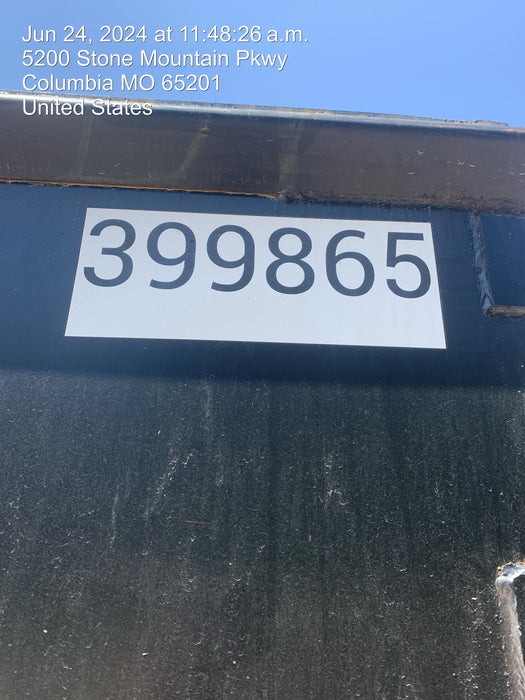 Jun 24, 2024 at 11:48:26 a.m.
5200 Stone Mountain Pkwy
Columbia MO 65201
United States
399865